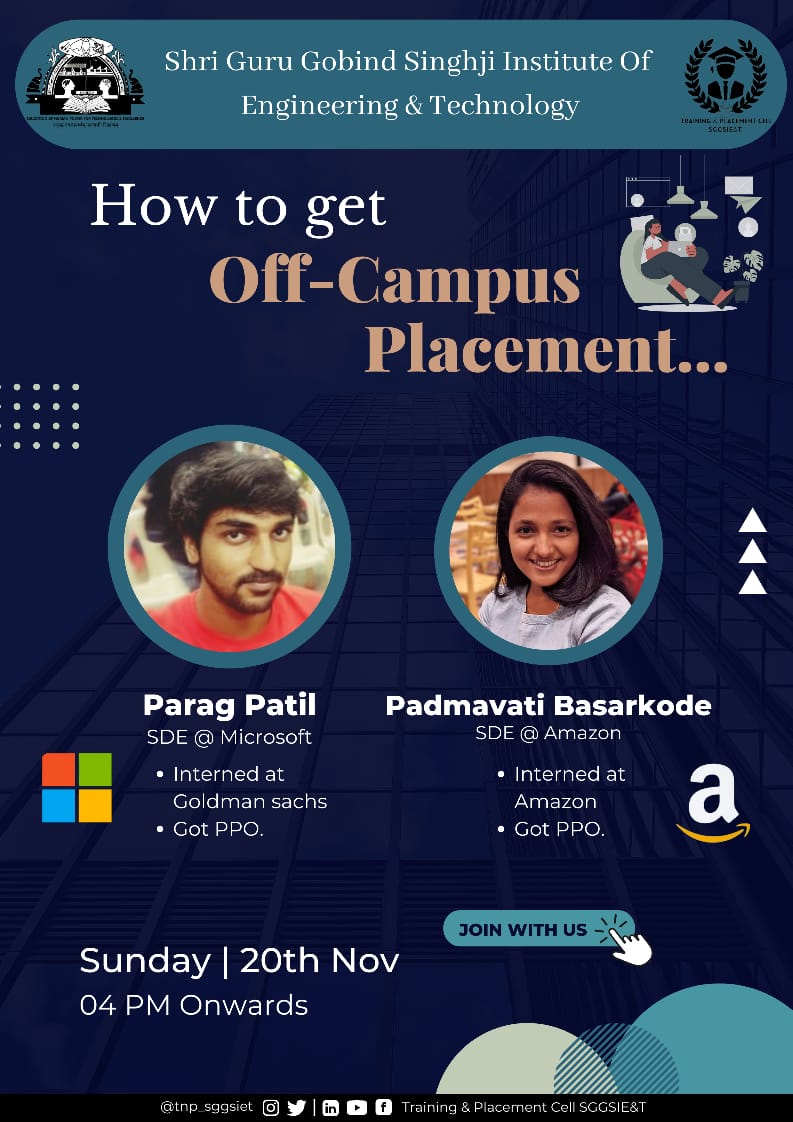 Shri Guru Gobind Singhji Institute Of
Engineering & Technology
TRAINING & PLACEMENT CELL
SGGSIE&T
How to get
Off-Campus
Placement...
Parag Patil
SDE @ Microsoft
• Interned at
Goldman sachs
• Got PPO.
Padmavati Basarkode
SDE @ Amazon
• Interned at
Amazon
• Got PPO.
a
JOIN WITH US
Sunday | 20th Nov
04 PM Onwards
@tnp_sggsiet | Training & Placement Cell SGGSIE&T